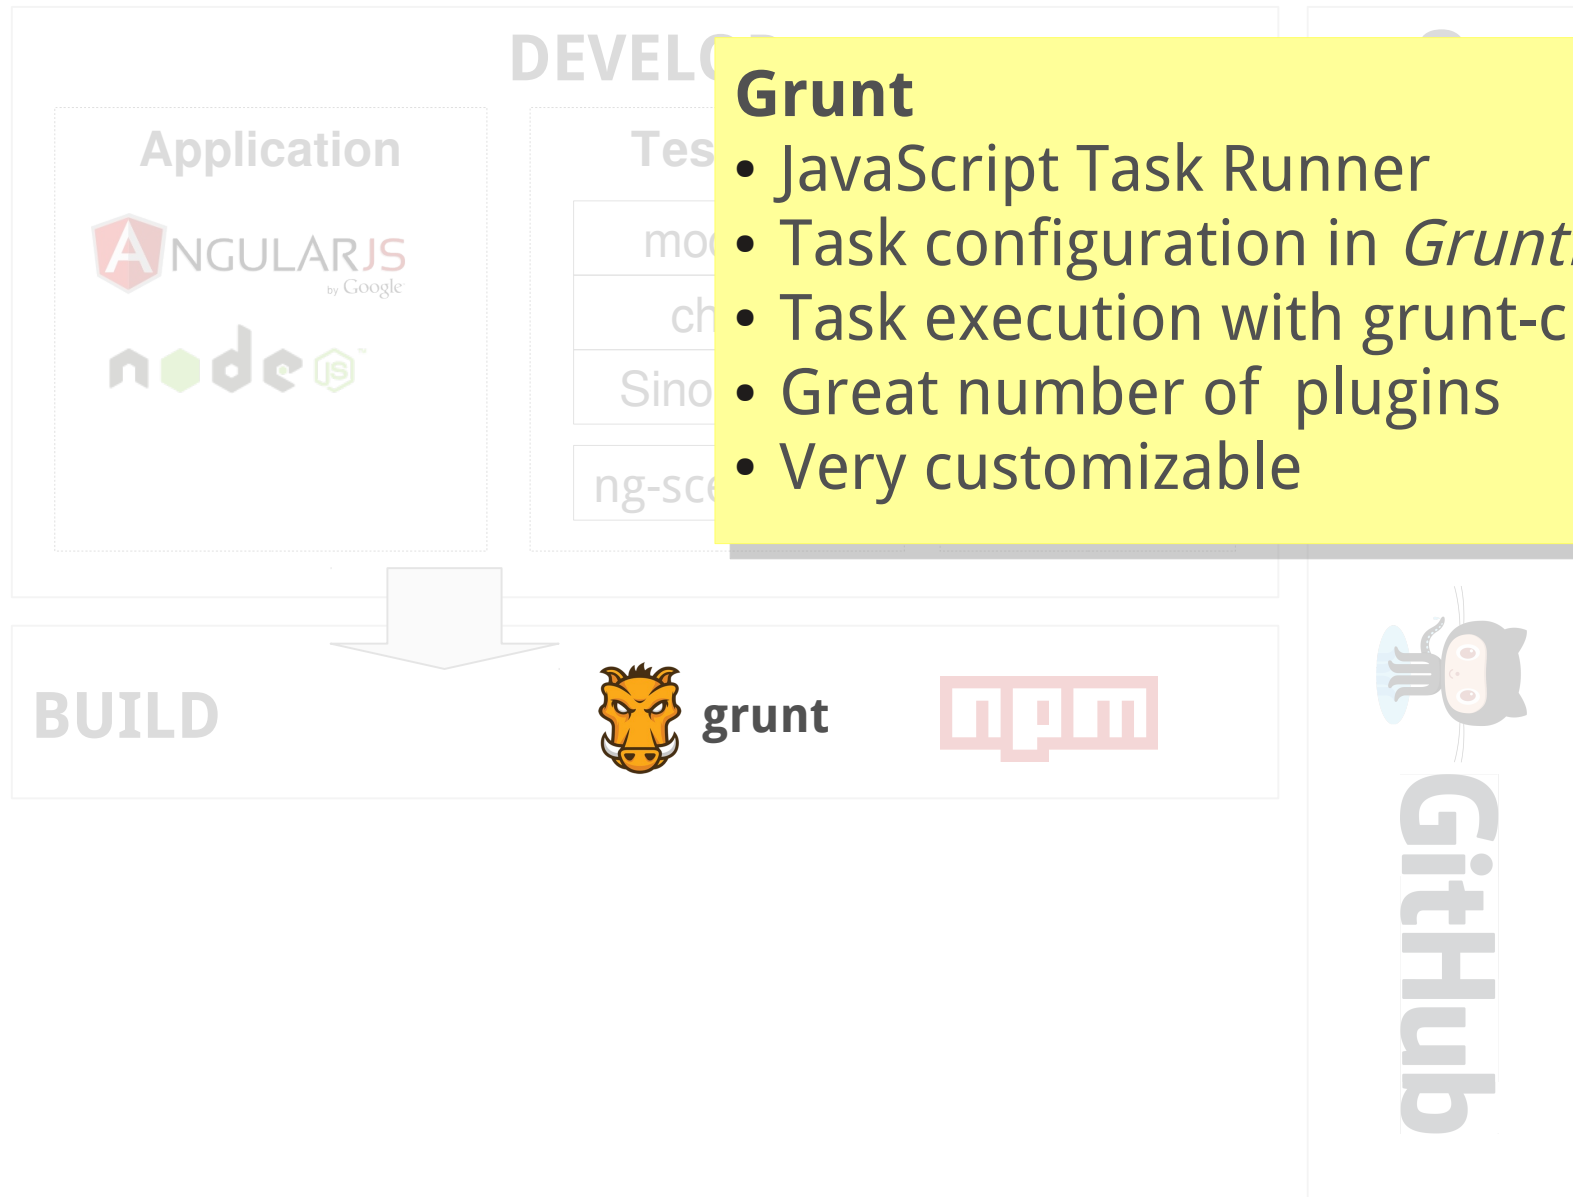 DEVELO
Application
ANGULARJS
by Google
node JS
Tes
moc
ch
Sino
ng-sce
Grunt
• JavaScript Task Runner
• Task configuration in Grunt
• Task execution with grunt-c
• Great number of plugins
• Very customizable
BUILD
grunt
npm
GitHub